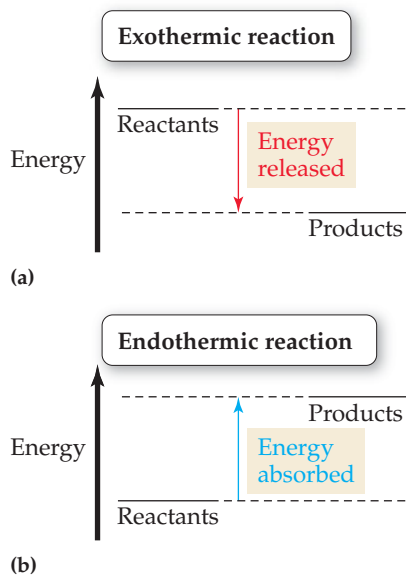 Exothermic reaction
Reactants
Energy
Energy
released
Products
(a)
Endothermic reaction
Products
Energy
Energy
absorbed
Reactants
(b)